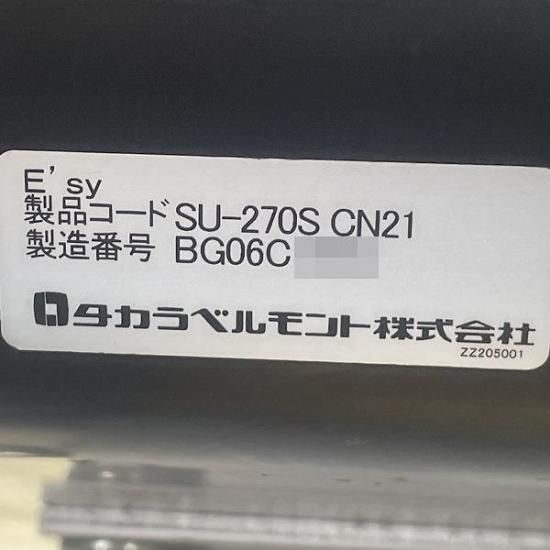 E'sy
製品コード SU-270S CN21
製造番号 BG06C
タカラベルモント株式会社
ZZ205001